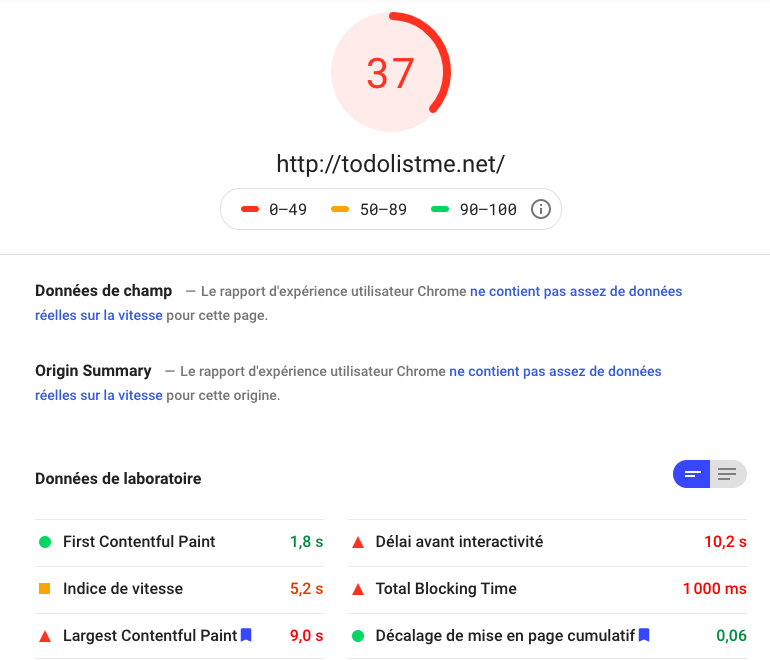 37
http://todolistme.net/
0–49 50–89 90–100
Données de champ — Le rapport d'expérience utilisateur Chrome ne contient pas assez de données
réelles sur la vitesse pour cette page.
Origin Summary — Le rapport d'expérience utilisateur Chrome ne contient pas assez de données
réelles sur la vitesse pour cette origine.
Données de laboratoire
First Contentful Paint 1,8 s Délai avant interactivité 10,2 s
Indice de vitesse 5,2 s Total Blocking Time 1 000 ms
Largest Contentful Paint 9,0 s Décalage de mise en page cumulatif 0,06